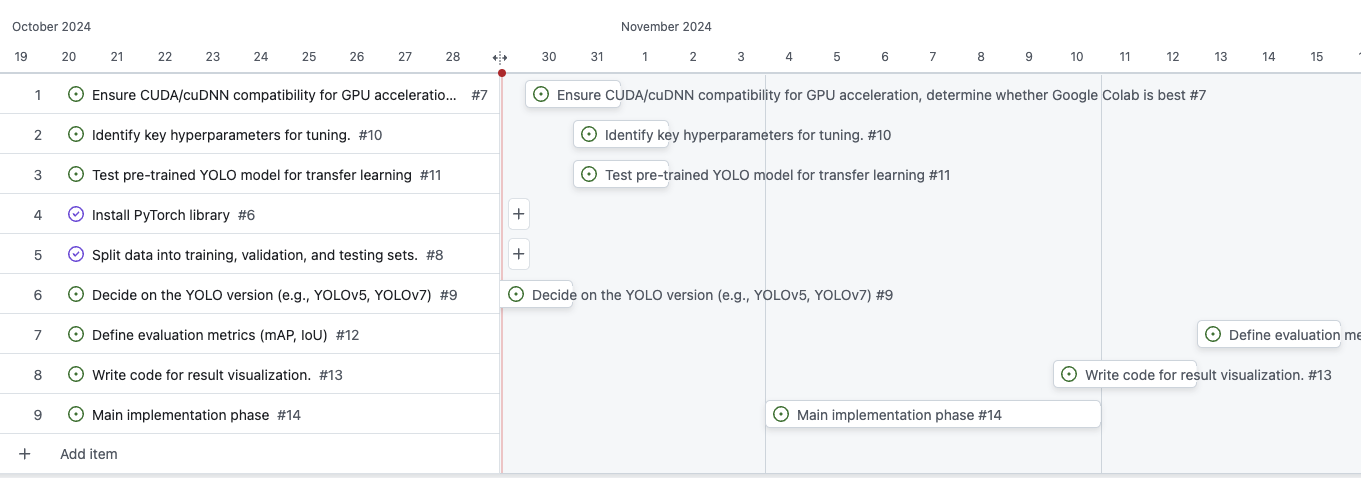 October 2024 November 2024
19 20 21 22 23 24 25 26 27 28 30 31 1 2 3 4 5 6 7 8 9 10 11 12 13 14 15
1 Ensure CUDA/cuDNN compatibility for GPU acceleratio... #7 Ensure CUDA/cuDNN compatibility for GPU acceleration, determine whether Google Colab is best #7
2 Identify key hyperparameters for tuning. #10 Identify key hyperparameters for tuning. #10
3 Test pre-trained YOLO model for transfer learning #11 Test pre-trained YOLO model for transfer learning #11
4 Install PyTorch library #6 +
5 Split data into training, validation, and testing sets. #8 +
6 Decide on the YOLO version (e.g., YOLOv5, YOLOv7) #9 Decide on the YOLO version (e.g., YOLOv5, YOLOv7) #9
7 Define evaluation metrics (mAP, IoU) #12 Define evaluation me
8 Write code for result visualization. #13 Write code for result visualization. #13
9 Main implementation phase #14 Main implementation phase #14
+ Add item